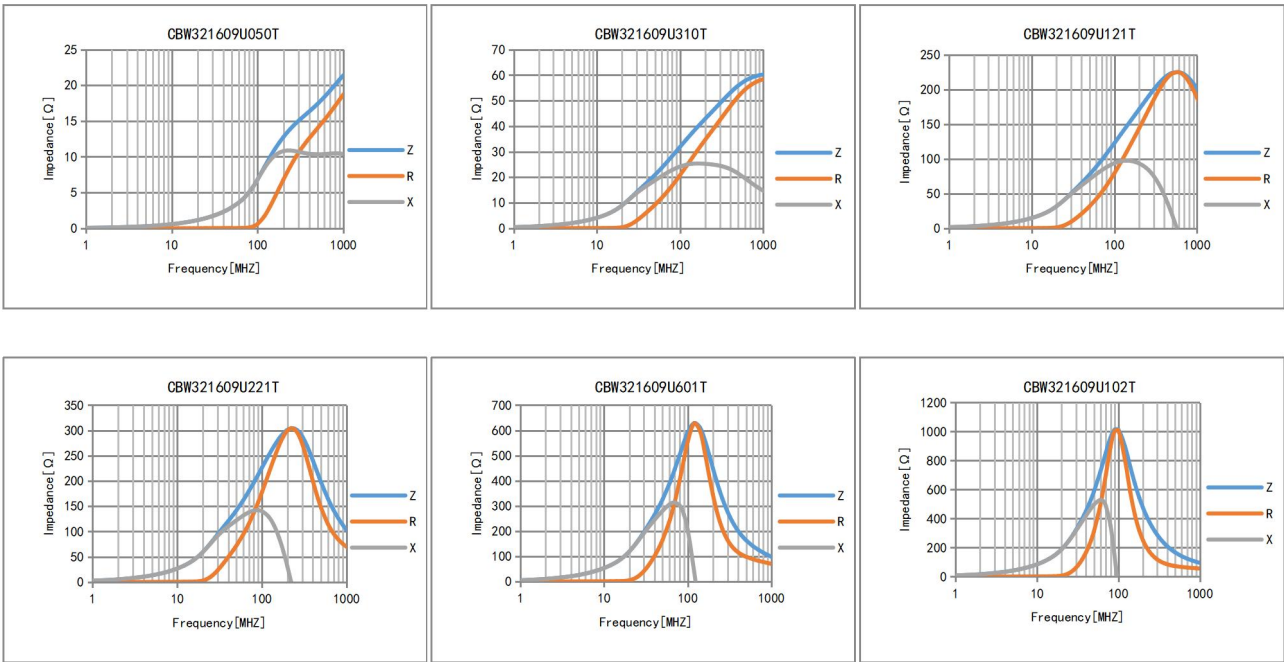 CBW321609U050T
25
20
15
10
5
0
1 10 100 1000
Impedance[Ω]
Frequency[MHZ]
Z
R
X
CBW321609U310T
70
60
50
40
30
20
10
0
1 10 100 1000
Impedance[Ω]
Frequency[MHZ]
Z
R
X
CBW321609U121T
250
200
150
100
50
0
1 10 100 1000
Impedance[Ω]
Frequency[MHZ]
Z
R
X
CBW321609U221T
350
300
250
200
150
100
50
0
1 10 100 1000
Impedance[Ω]
Frequency[MHZ]
Z
R
X
CBW321609U601T
700
600
500
400
300
200
100
0
1 10 100 1000
Impedance[Ω]
Frequency[MHZ]
Z
R
X
CBW321609U102T
1200
1000
800
600
400
200
0
1 10 100 1000
Impedance[Ω]
Frequency[MHZ]
Z
R
X